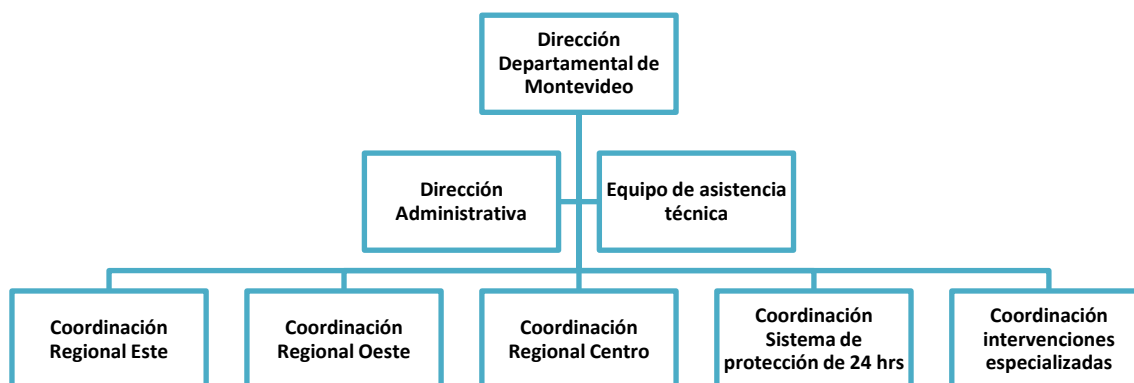 Dirección
Departamental de
Montevideo
Dirección
Administrativa
Equipo de asistencia
técnica
Coordinación
Regional Este
Coordinación
Regional Oeste
Coordinación
Regional Centro
Coordinación
Sistema de
protección de 24 hrs
Coordinación
intervenciones
especializadas